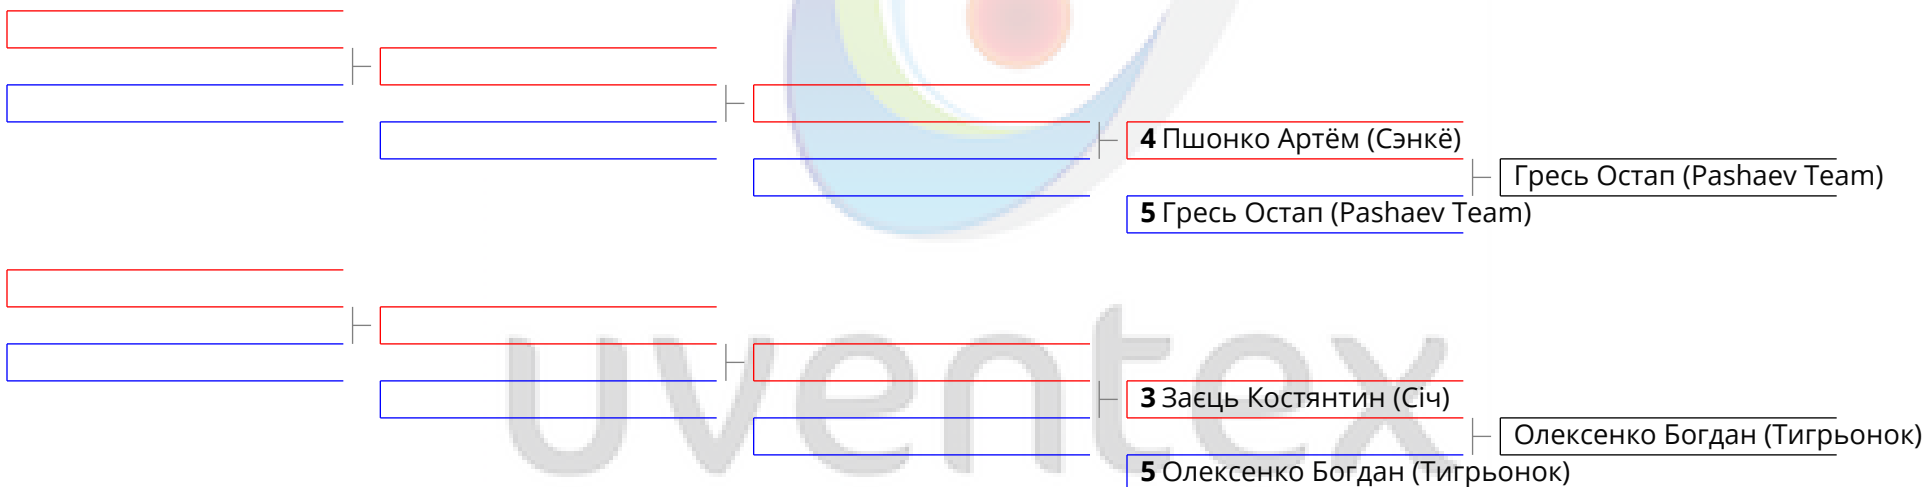 4 Пшонко Артём (Сэнкё)
Гресь Остап (Pashaev Team)
5 Гресь Остап (Pashaev Team)
uventex
3 Заєць Костянтин (Січ)
Олексенко Богдан (Тигрьонок)
5 Олексенко Богдан (Тигрьонок)